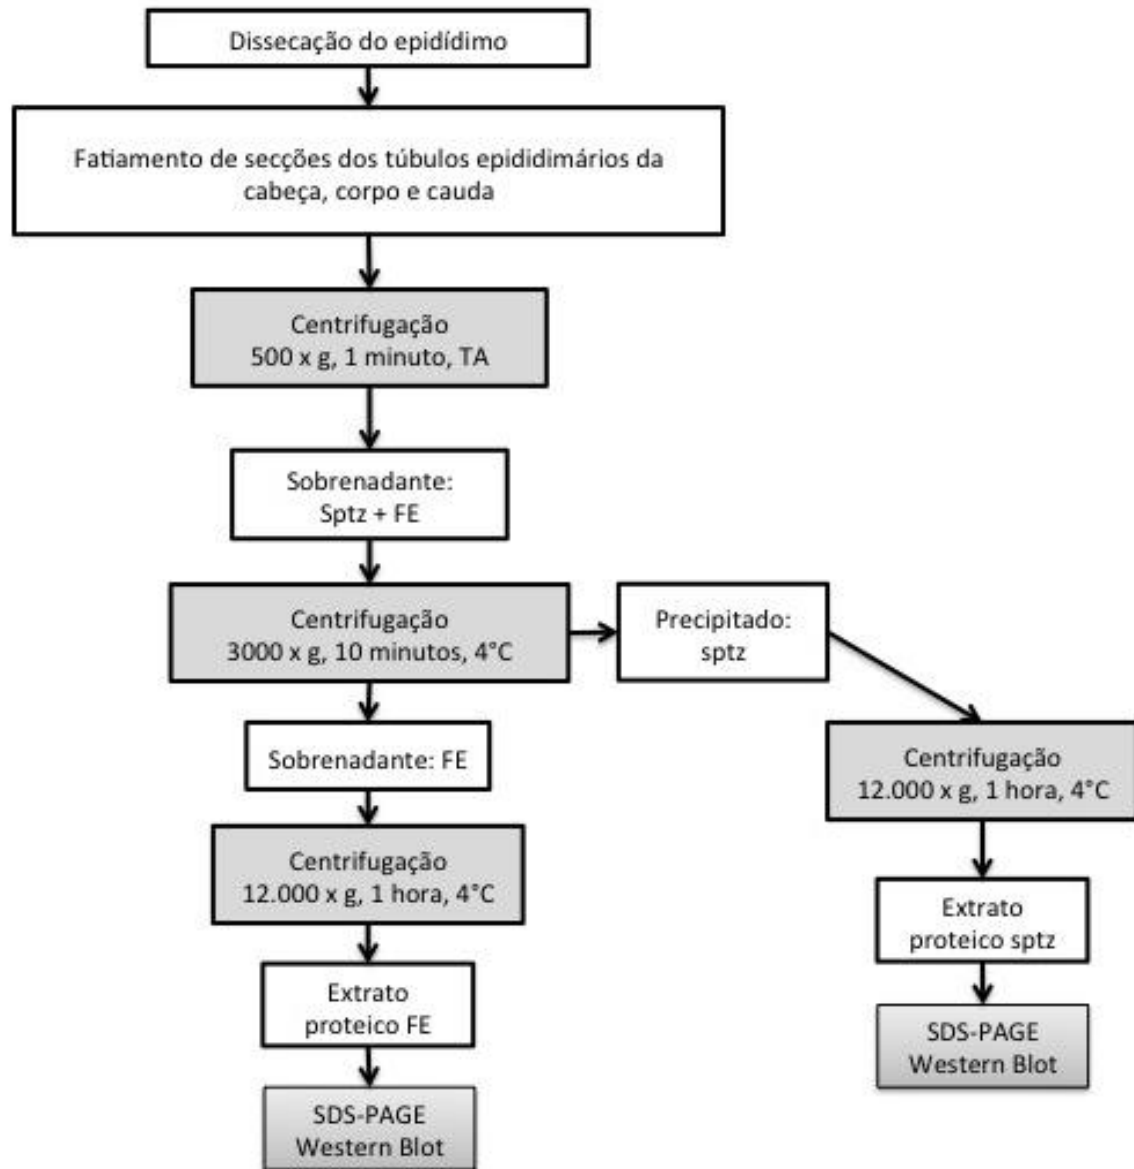 Dissecação do epidídimo
Fatiamento de secções dos túbulos epididimários da
cabeça, corpo e cauda
Centrifugação
500 x g, 1 minuto, TA
Sobrenadante:
Sptz + FE
Centrifugação
3000 x g, 10 minutos, 4°C
Precipitado:
sptz
Sobrenadante: FE
Centrifugação
12.000 x g, 1 hora, 4°C
Centrifugação
12.000 x g, 1 hora, 4°C
Extrato
proteico sptz
Extrato
proteico FE
SDS-PAGE
Western Blot
SDS-PAGE
Western Blot